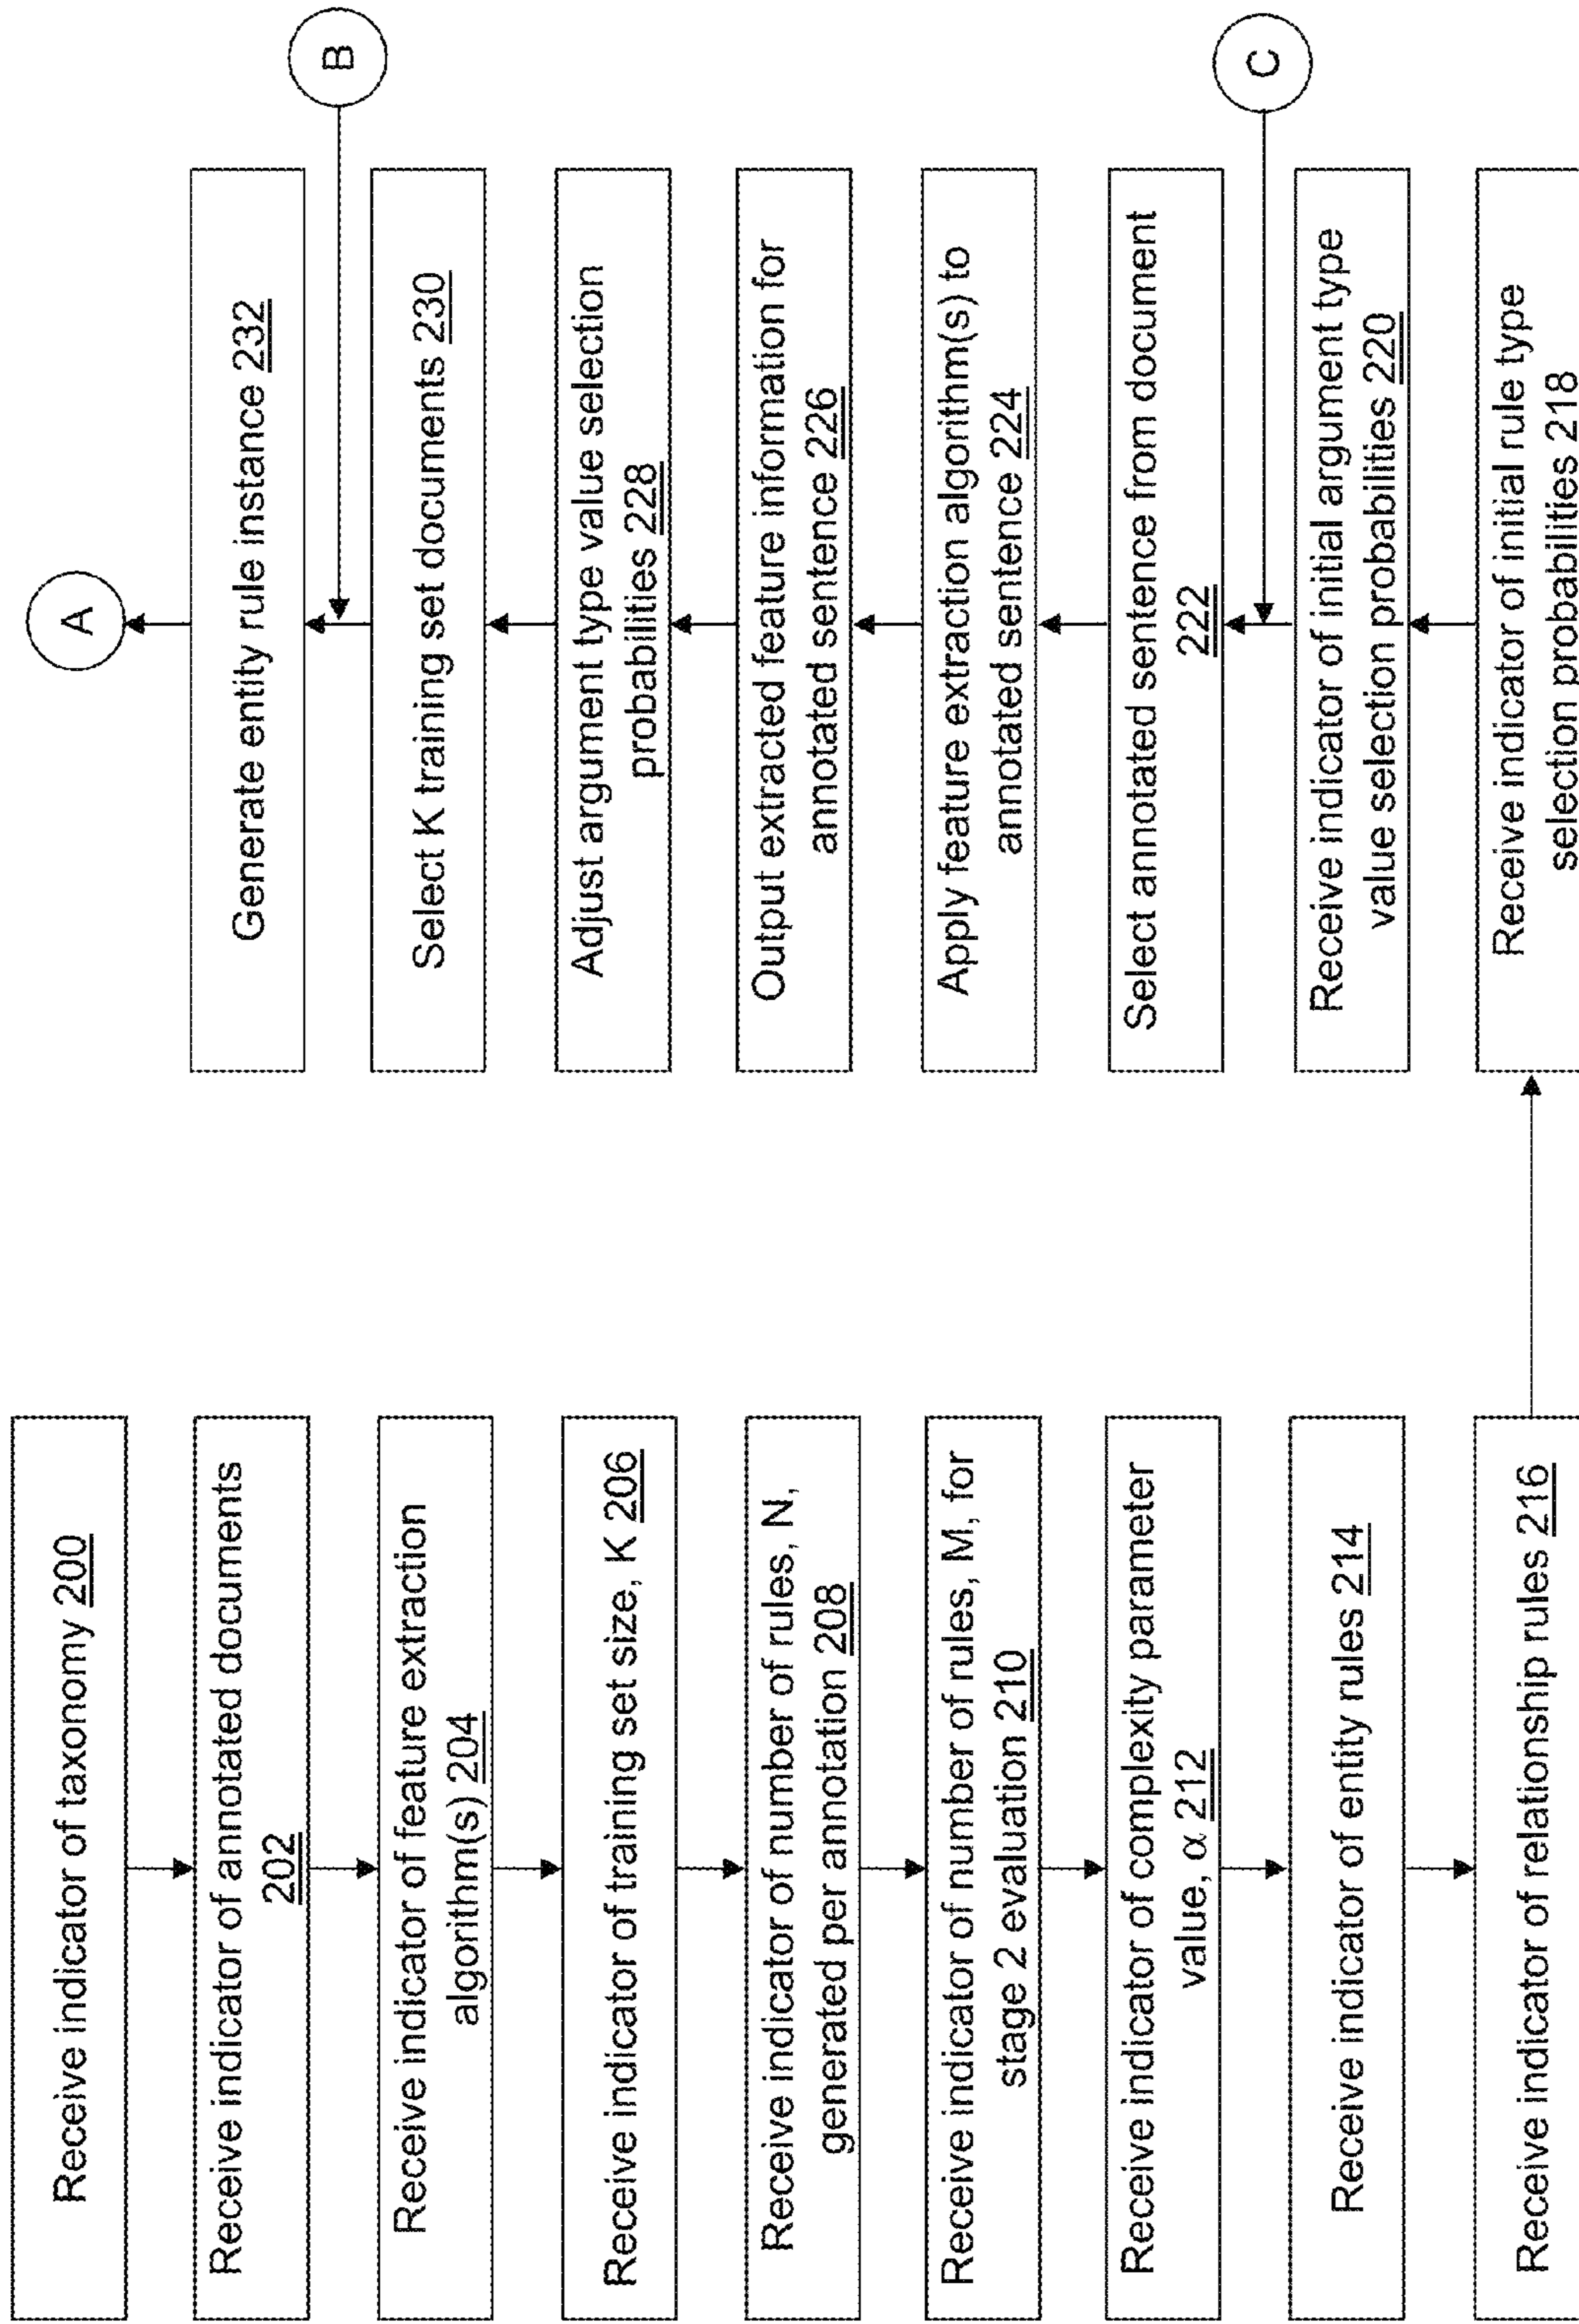 Receive indicator of taxonomy 200
Receive indicator of annotated documents
202
Receive indicator of feature extraction
algorithm(s) 204
Receive indicator of training set size, K 206
Receive indicator of number of rules, N,
generated per annotation 208
Receive indicator of number of rules, M, for
stage 2 evaluation 210
Receive indicator of complexity parameter
value, α 212
Receive indicator of entity rules 214
Receive indicator of relationship rules 216
Receive indicator of initial rule type
selection probabilities 218
Receive indicator of initial argument type
value selection probabilities 220
C
Select annotated sentence from document
222
Apply feature extraction algorithm(s) to
annotated sentence 224
Output extracted feature information for
annotated sentence 226
Adjust argument type value selection
probabilities 228
Select K training set documents 230
B
Generate entity rule instance 232
A